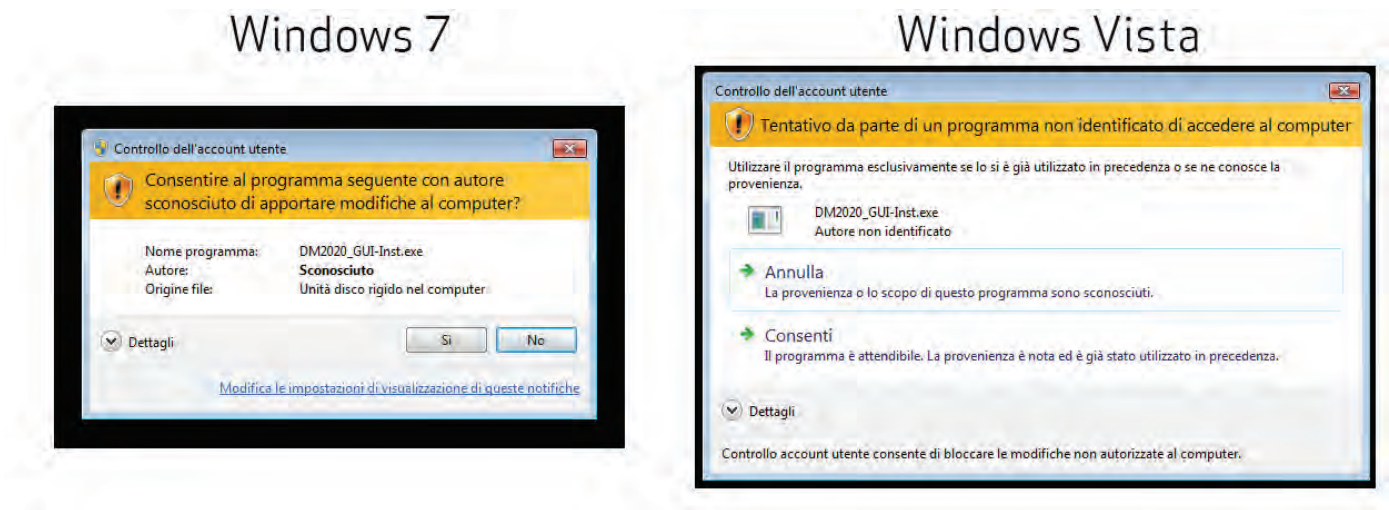 Windows 7
Controllo dell'account utente
Consentire al programma seguente con autore
sconosciuto di apportare modifiche al computer?
Nome programma: DM2020_GUI-Inst.exe
Autore: Sconosciuto
Origine file: Unità disco rigido nel computer
Dettagli
Sì No
Modifica le impostazioni di visualizzazione di queste notifiche
Windows Vista
Controllo dell'account utente
Tentativo da parte di un programma non identificato di accedere al computer
Utilizzare il programma esclusivamente se lo si è già utilizzato in precedenza o se ne conosce la
provenienza.
DM2020_GUI-Inst.exe
Autore non identificato
Annulla
La provenienza o lo scopo di questo programma sono sconosciuti.
Consenti
Il programma è attendibile. La provenienza è nota ed è già stato utilizzato in precedenza.
Dettagli
Controllo account utente consente di bloccare le modifiche non autorizzate al computer.